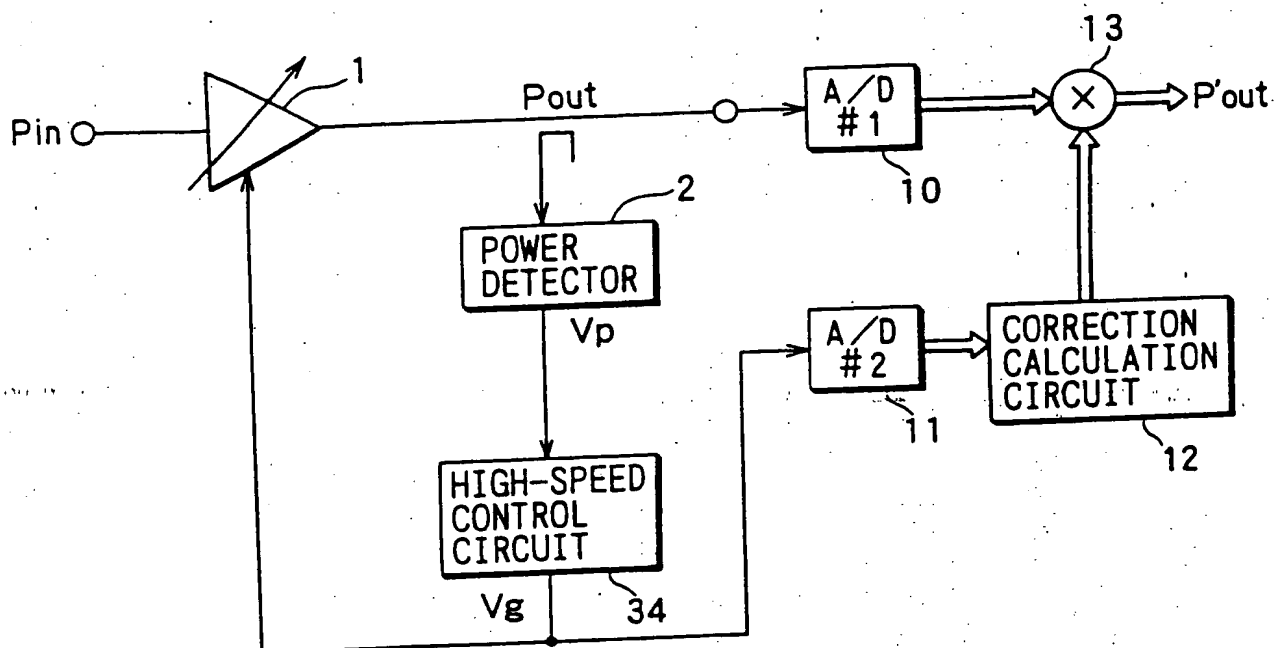 13
1
Pin
Pout
A/D
#1
P'out
10
2
POWER
DETECTOR
Vp
A/D
#2
11
CORRECTION
CALCULATION
CIRCUIT
12
HIGH-SPEED
CONTROL
CIRCUIT
34
Vg